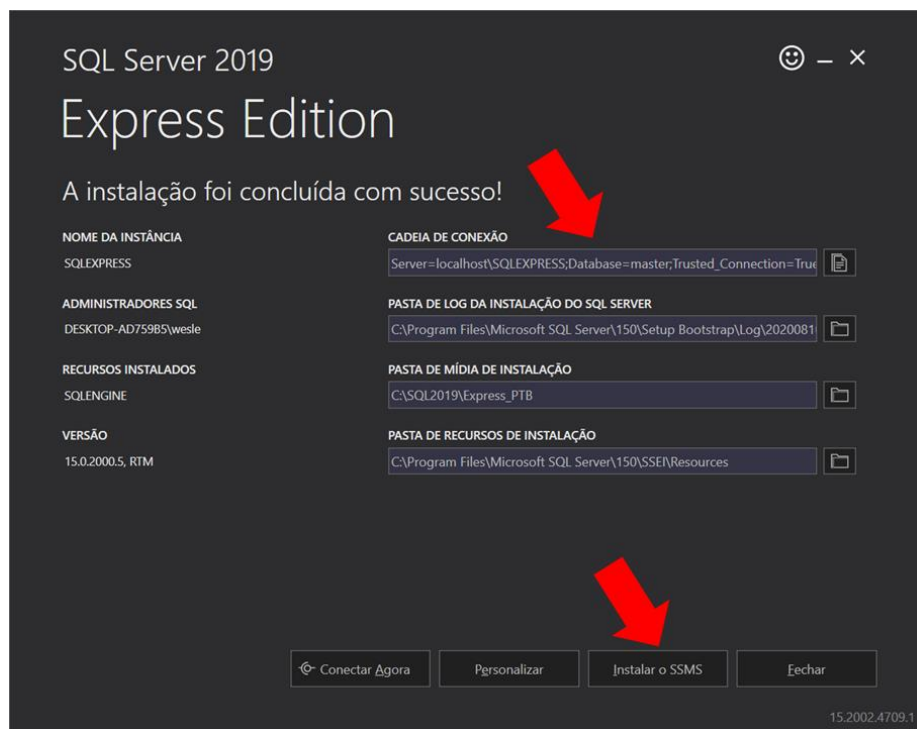 SQL Server 2019
Express Edition
A instalação foi concluída com sucesso!
NOME DA INSTÂNCIA
SQLEXPRESS
CADEIA DE CONEXÃO
Server=localhost\SQLEXPRESS;Database=master;Trusted_Connection=True
ADMINISTRADORES SQL
DESKTOP-AD759B5\wesle
PASTA DE LOG DA INSTALAÇÃO DO SQL SERVER
C:\Program Files\Microsoft SQL Server\150\Setup Bootstrap\Log\2020081
RECURSOS INSTALADOS
SQLENGINE
PASTA DE MÍDIA DE INSTALAÇÃO
C:\SQL2019\Express_PTB
VERSÃO
15.0.2000.5, RTM
PASTA DE RECURSOS DE INSTALAÇÃO
C:\Program Files\Microsoft SQL Server\150\SSEI\Resources
Conectar Agora
Personalizar
Instalar o SSMS
Fechar
15.2002.4709.1